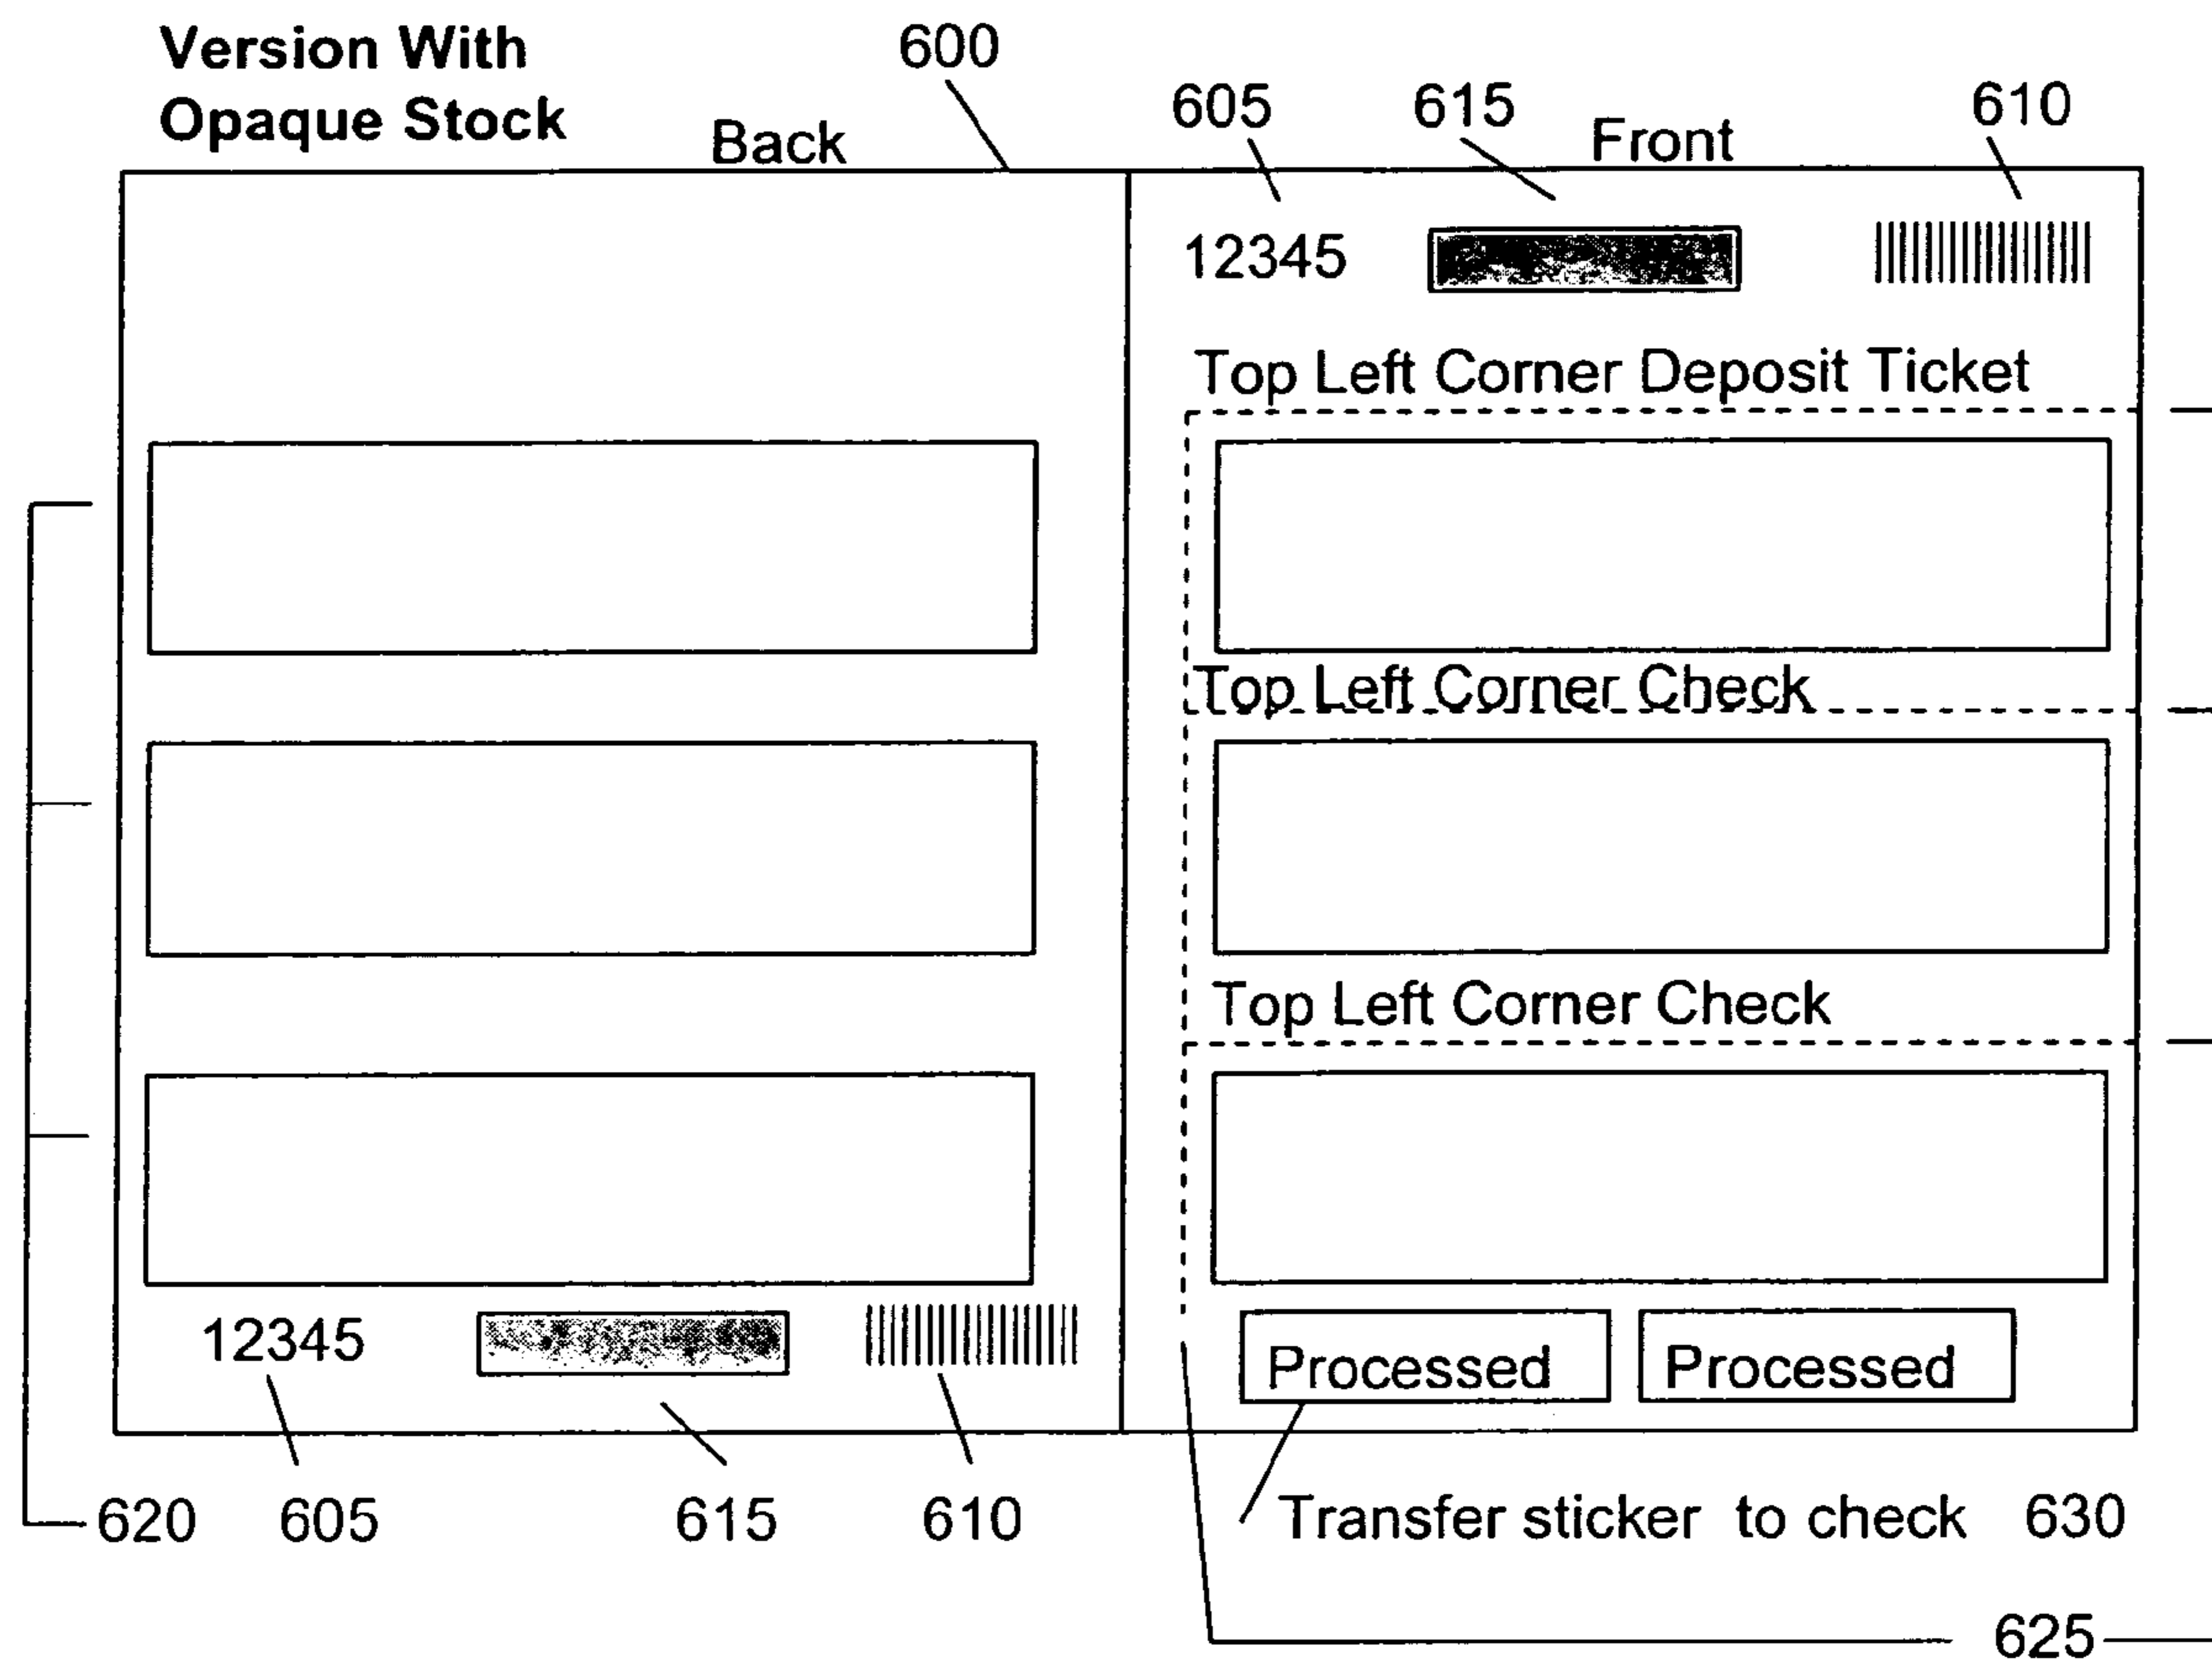 Version With
Opaque Stock
600
Back
605
615
Front
610
12345
Top Left Corner Deposit Ticket
Top Left Corner Check
Top Left Corner Check
12345
Processed
Processed
620
605
615
610
Transfer sticker to check 630
625